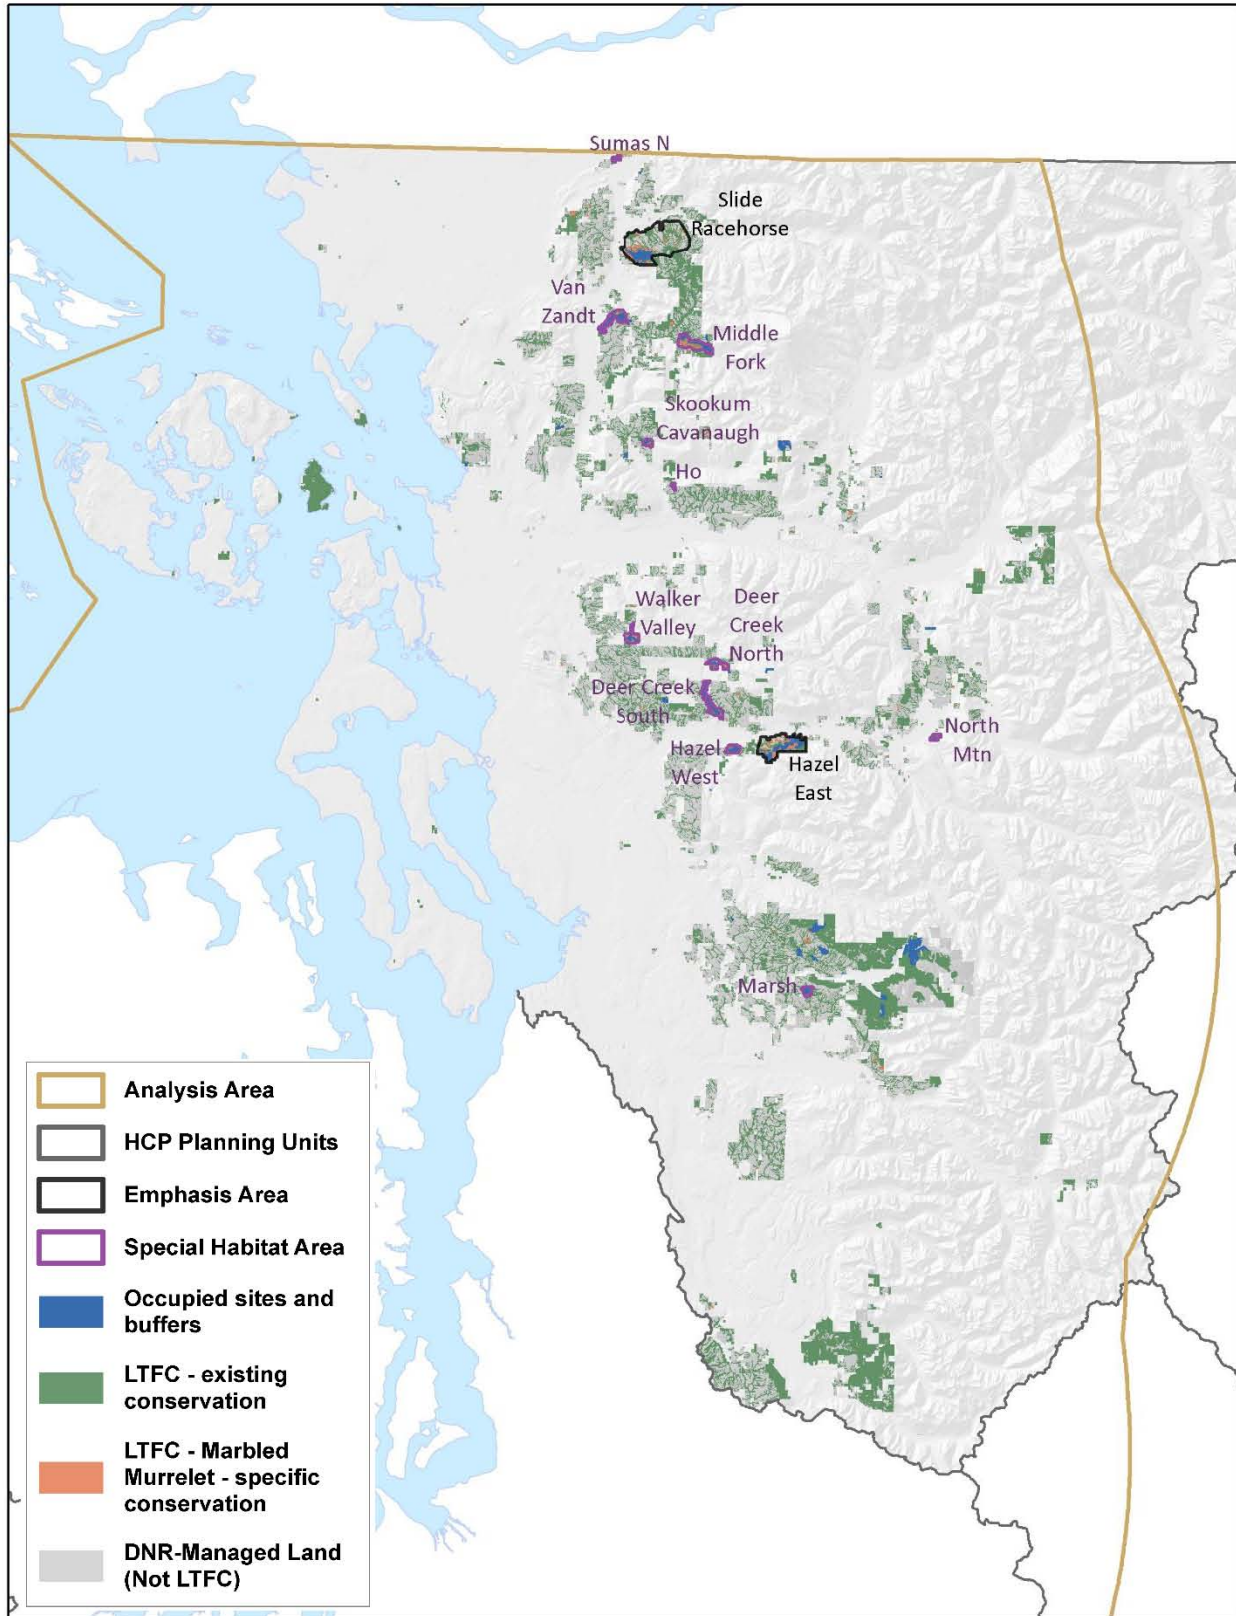 Sumas N
Slide
Racehorse
Van
Zandt
Middle
Fork
Skookum
Cavanaugh
Ho
Walker
Valley
Deer
Creek
North
Deer Creek
South
North
Mtn
Hazel
West
Hazel
East
Marsh
Analysis Area
HCP Planning Units
Emphasis Area
Special Habitat Area
Occupied sites and
buffers
LTFC - existing
conservation
LTFC - Marbled
Murrelet - specific
conservation
DNR-Managed Land
(Not LTFC)